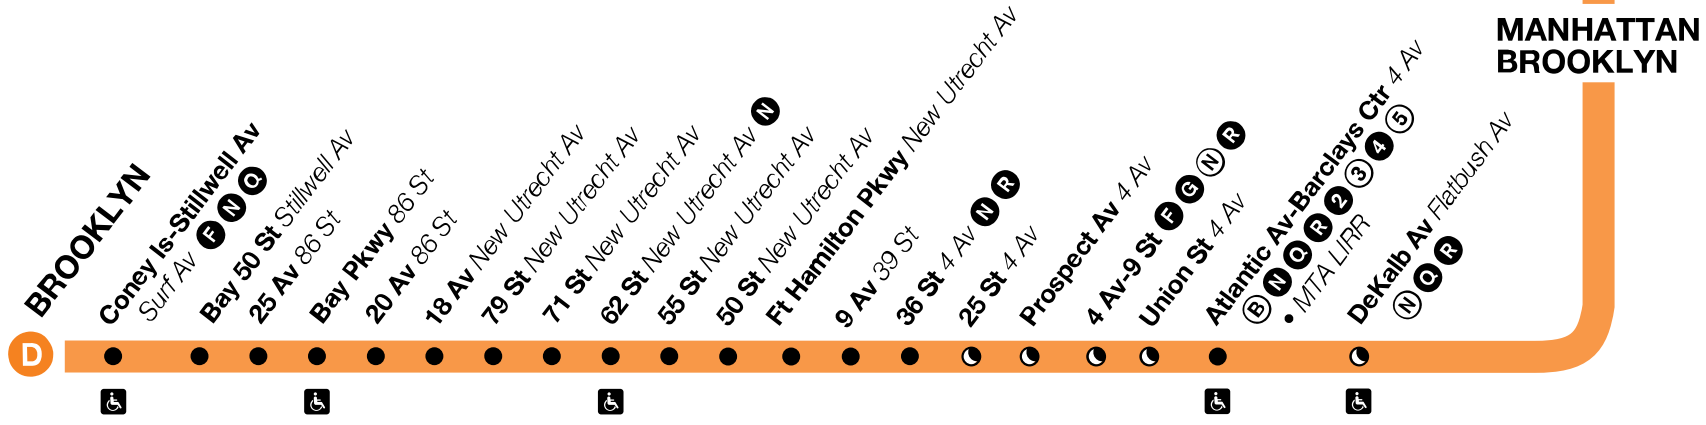 MANHATTAN
BROOKLYN
BROOKLYN
Coney Is-Stillwell Av
Surf Av F N Q
Bay 50 St Stillwell Av
25 Av 86 St
Bay Pkwy 86 St
20 Av 86 St
18 Av New Utrecht Av
79 St New Utrecht Av
71 St New Utrecht Av
62 St New Utrecht Av N
55 St New Utrecht Av
50 St New Utrecht Av
Ft Hamilton Pkwy New Utrecht Av
9 Av 39 St
36 St 4 Av N R
25 St 4 Av
Prospect Av 4 Av
4 Av-9 St F G N R
Union St 4 Av
Atlantic Av-Barclays Ctr 4 Av
B N Q R 2 3 4 5
• MTA LIRR
DeKalb Av Flatbush Av
N Q R
D